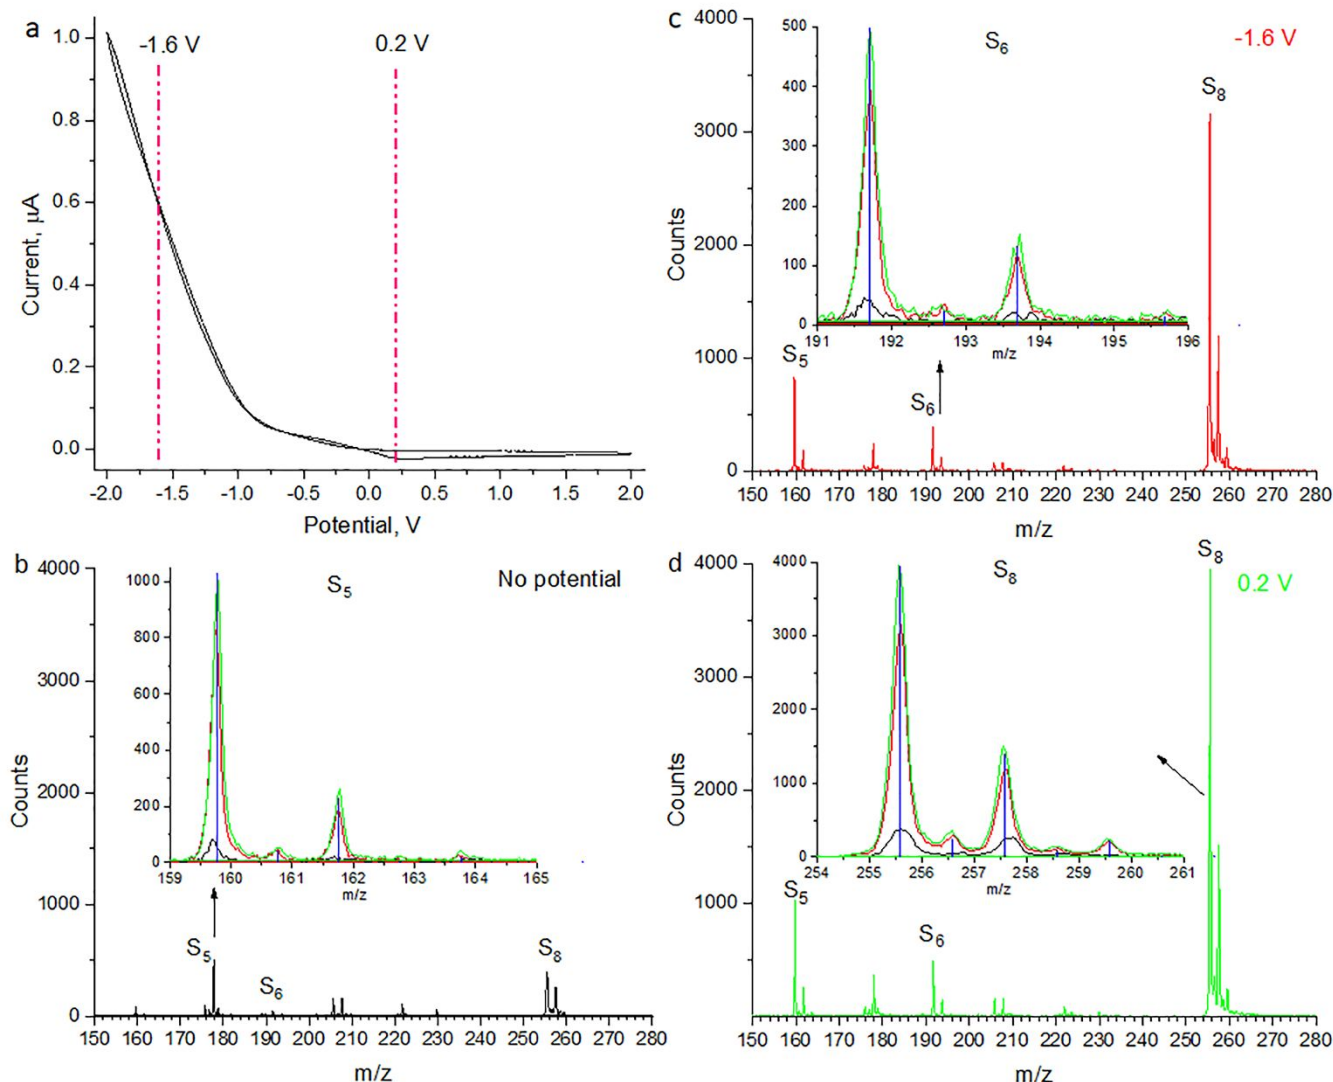 a
-1.6 V
0.2 V
1.0
0.8
0.6
0.4
0.2
0.0
Current, µA
-2.0 -1.5 -1.0 -0.5 0.0 0.5 1.0 1.5 2.0
Potential, V
c
4000
3000
2000
1000
0
Counts
-1.6 V
S8
S5
S6
150 160 170 180 190 200 210 220 230 240 250 260 270 280
m/z
S6
500
400
300
200
100
0
191 192 193 194 195 196
m/z
b
4000
3000
2000
1000
0
Counts
No potential
S5
S6
S8
150 160 170 180 190 200 210 220 230 240 250 260 270 280
m/z
S5
1000
800
600
400
200
0
159 160 161 162 163 164 165
m/z
d
4000
3000
2000
1000
0
Counts
S8
0.2 V
S5
S6
150 160 170 180 190 200 210 220 230 240 250 260 270 280
m/z
S8
4000
3000
2000
1000
0
254 255 256 257 258 259 260 261
m/z